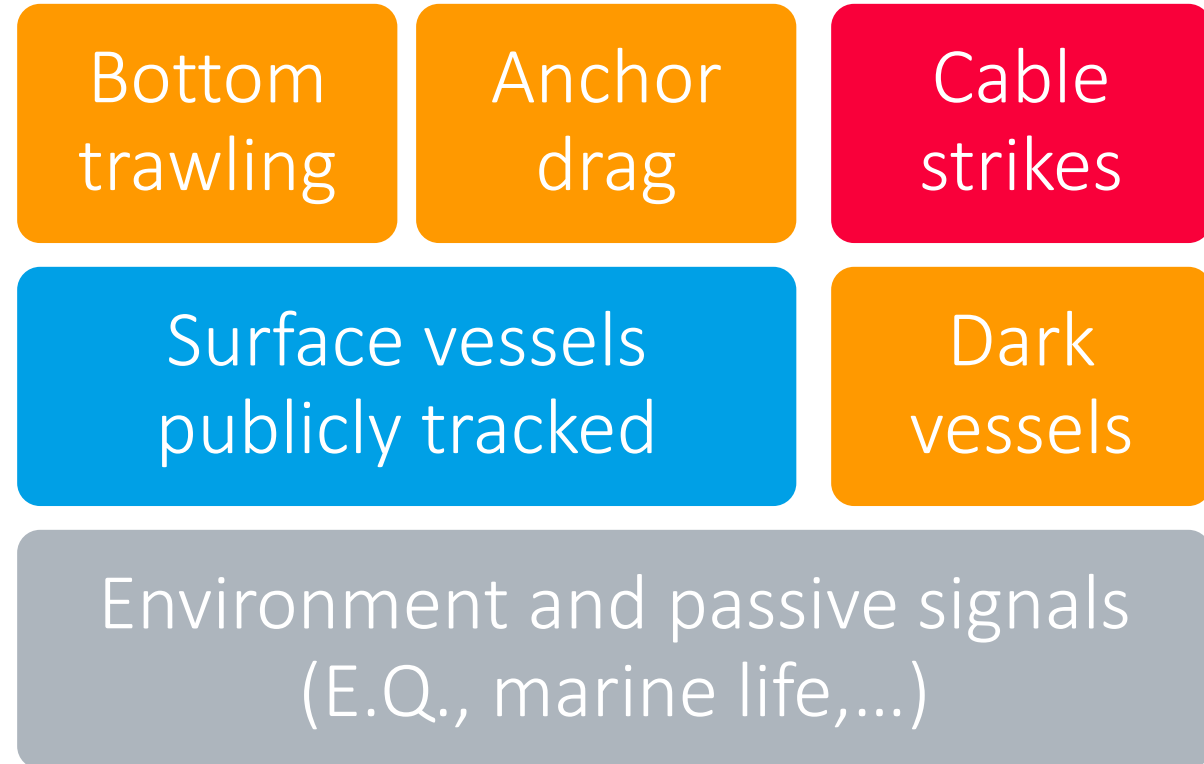 Bottom
trawling
Anchor
drag
Cable
strikes
Surface vessels
publicly tracked
Dark
vessels
Environment and passive signals
(E.Q., marine life,...)